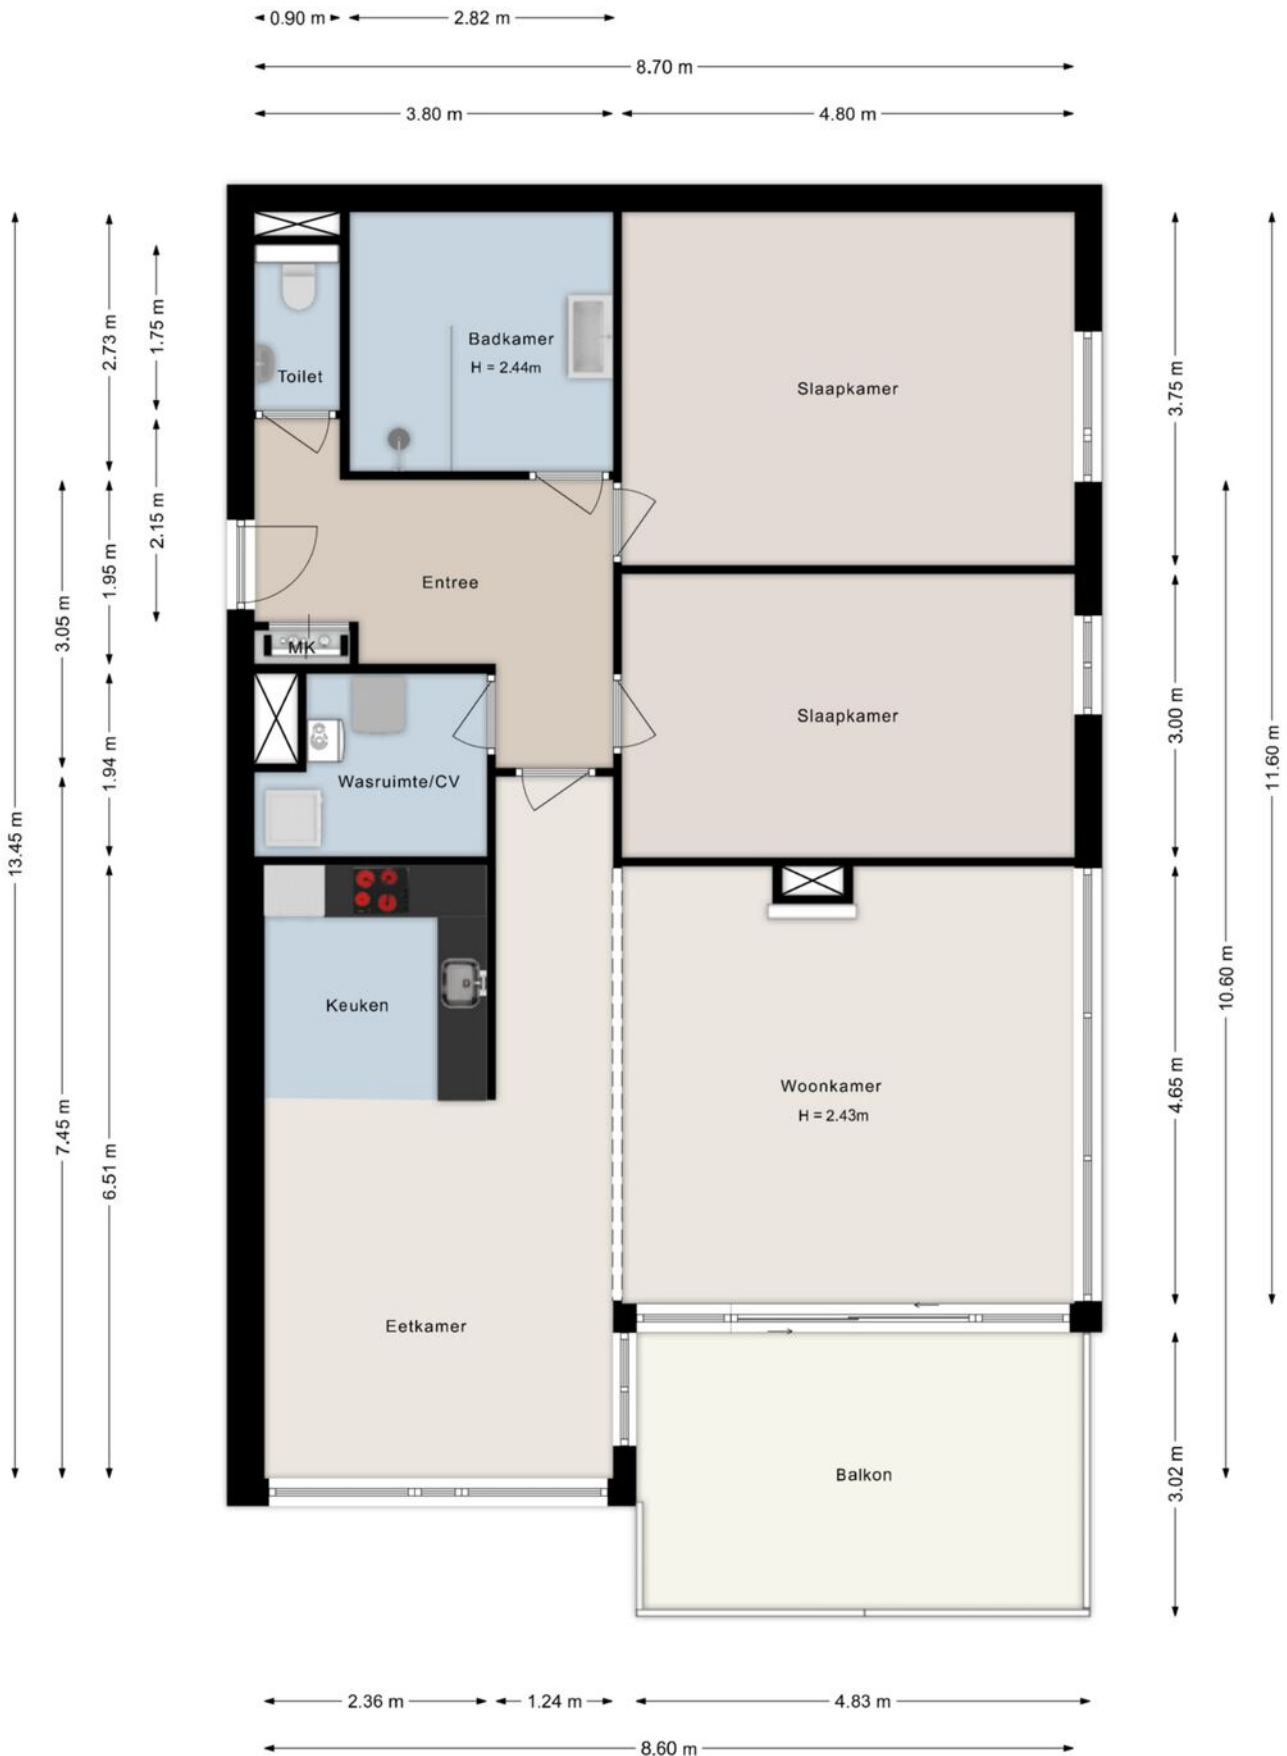 0.90 m
2.82 m
8.70 m
3.80 m
4.80 m
13.45 m
2.73 m
1.75 m
2.15 m
3.05 m
1.95 m
1.94 m
7.45 m
6.51 m
Toilet
Badkamer
H = 2.44m
Slaapkamer
Entree
MK
Slaapkamer
Wasruimte/CV
Keuken
Woonkamer
H = 2.43m
Eetkamer
Balkon
3.75 m
3.00 m
11.60 m
4.65 m
10.60 m
3.02 m
2.36 m
1.24 m
4.83 m
8.60 m